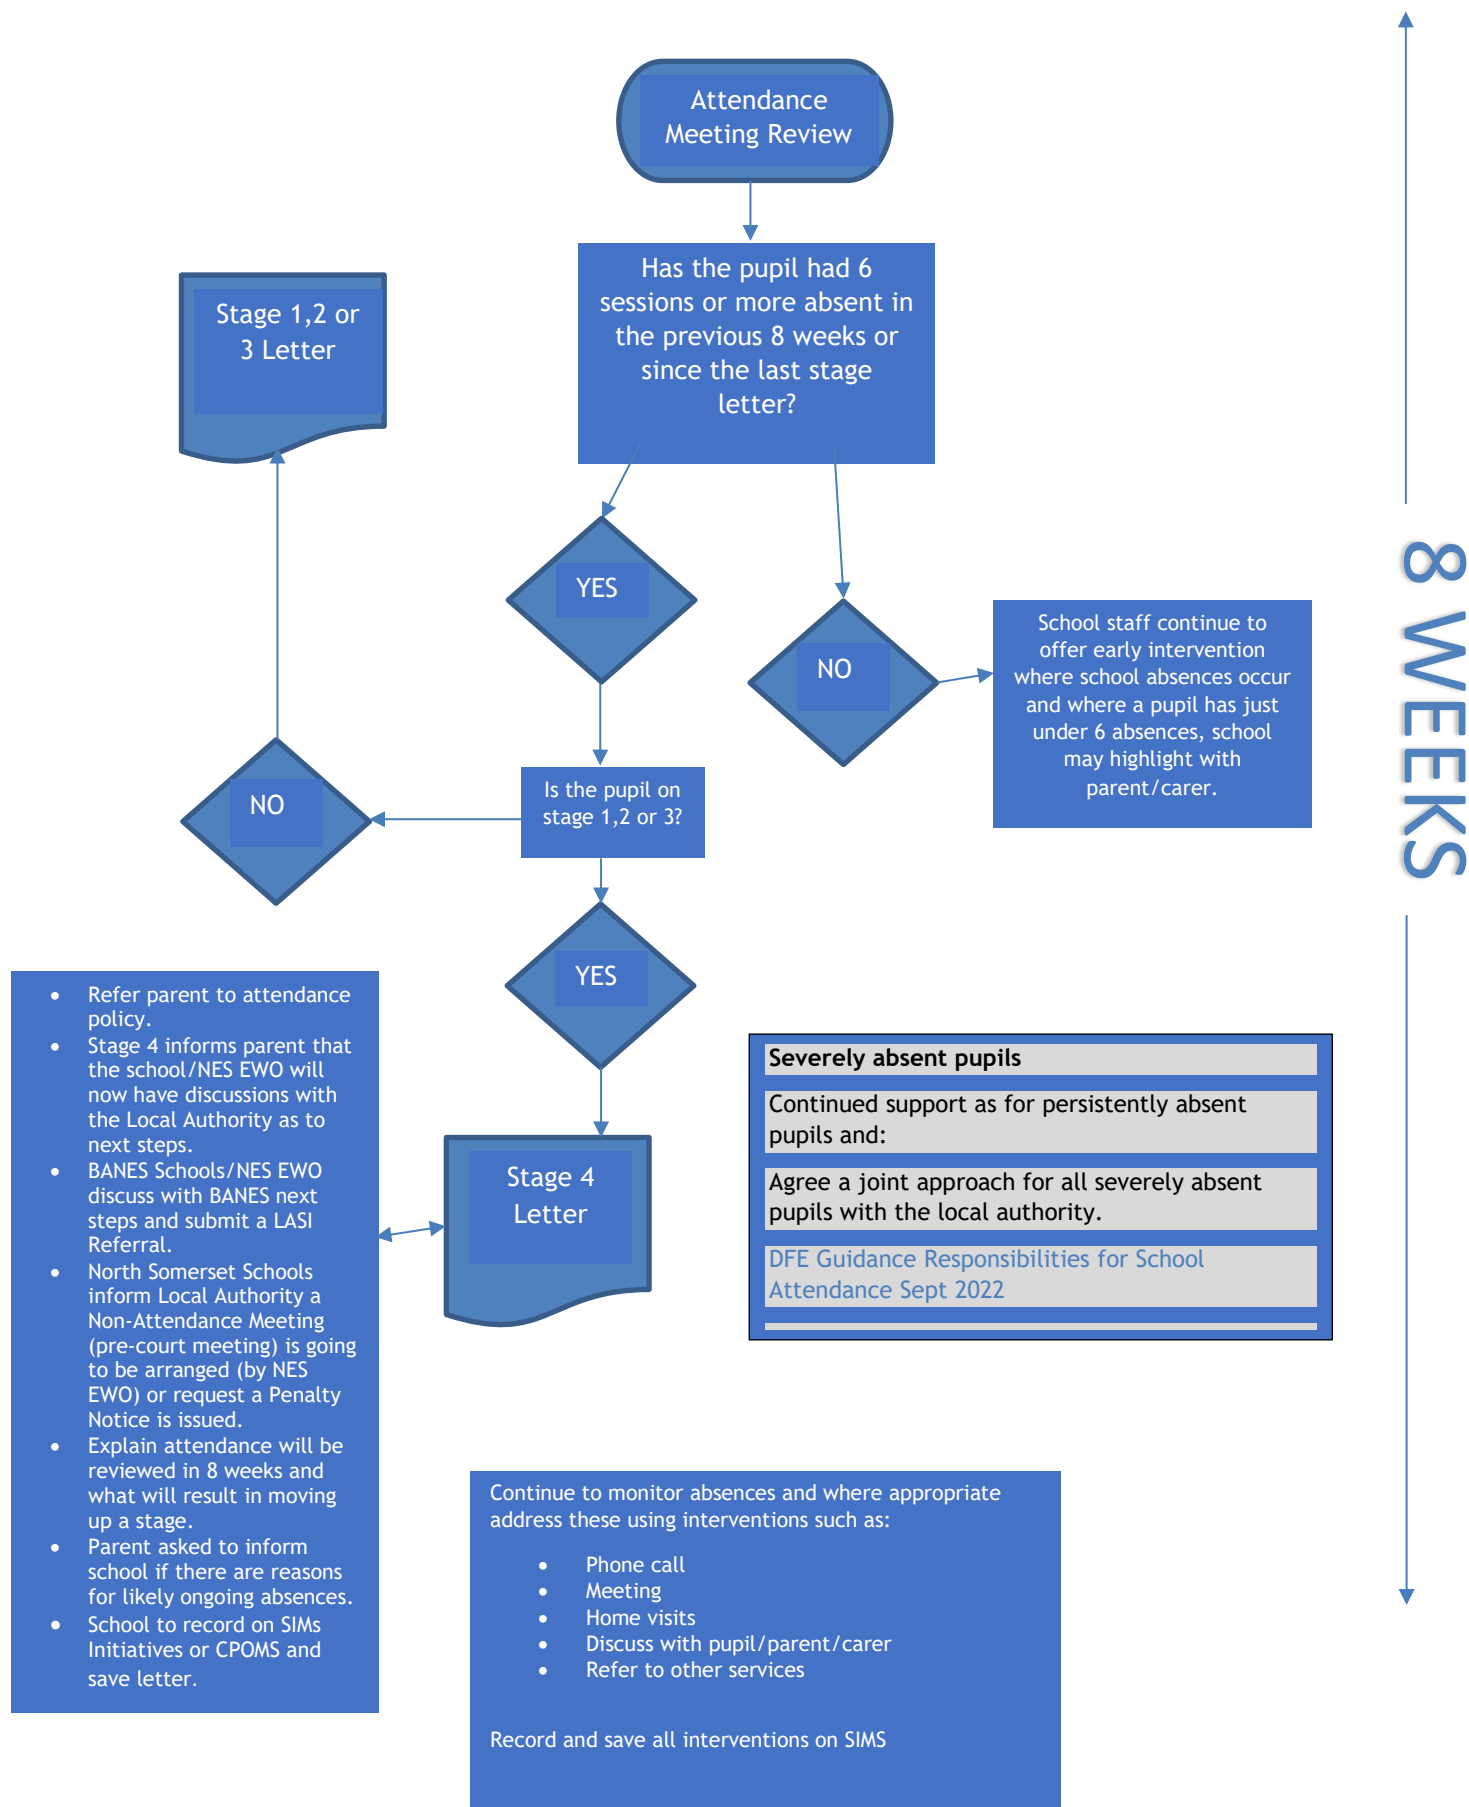 Attendance
Meeting Review
Has the pupil had 6
sessions or more absent in
the previous 8 weeks or
since the last stage
letter?
Stage 1,2 or
3 Letter
YES
NO
School staff continue to
offer early intervention
where school absences occur
and where a pupil has just
under 6 absences, school
may highlight with
parent/carer.
8 WEEKS
Is the pupil on
stage 1,2 or 3?
NO
YES
• Refer parent to attendance
policy.
• Stage 4 informs parent that
the school/NES EWO will
now have discussions with
the Local Authority as to
next steps.
• BANES Schools/NES EWO
discuss with BANES next
steps and submit a LASI
Referral.
• North Somerset Schools
inform Local Authority a
Non-Attendance Meeting
(pre-court meeting) is going
to be arranged (by NES
EWO) or request a Penalty
Notice is issued.
• Explain attendance will be
reviewed in 8 weeks and
what will result in moving
up a stage.
• Parent asked to inform
school if there are reasons
for likely ongoing absences.
• School to record on SIMs
Initiatives or CPOMS and
save letter.
Stage 4
Letter
Severely absent pupils
Continued support as for persistently absent
pupils and:
Agree a joint approach for all severely absent
pupils with the local authority.
DFE Guidance Responsibilities for School
Attendance Sept 2022
Continue to monitor absences and where appropriate
address these using interventions such as:
• Phone call
• Meeting
• Home visits
• Discuss with pupil/parent/carer
• Refer to other services
Record and save all interventions on SIMS